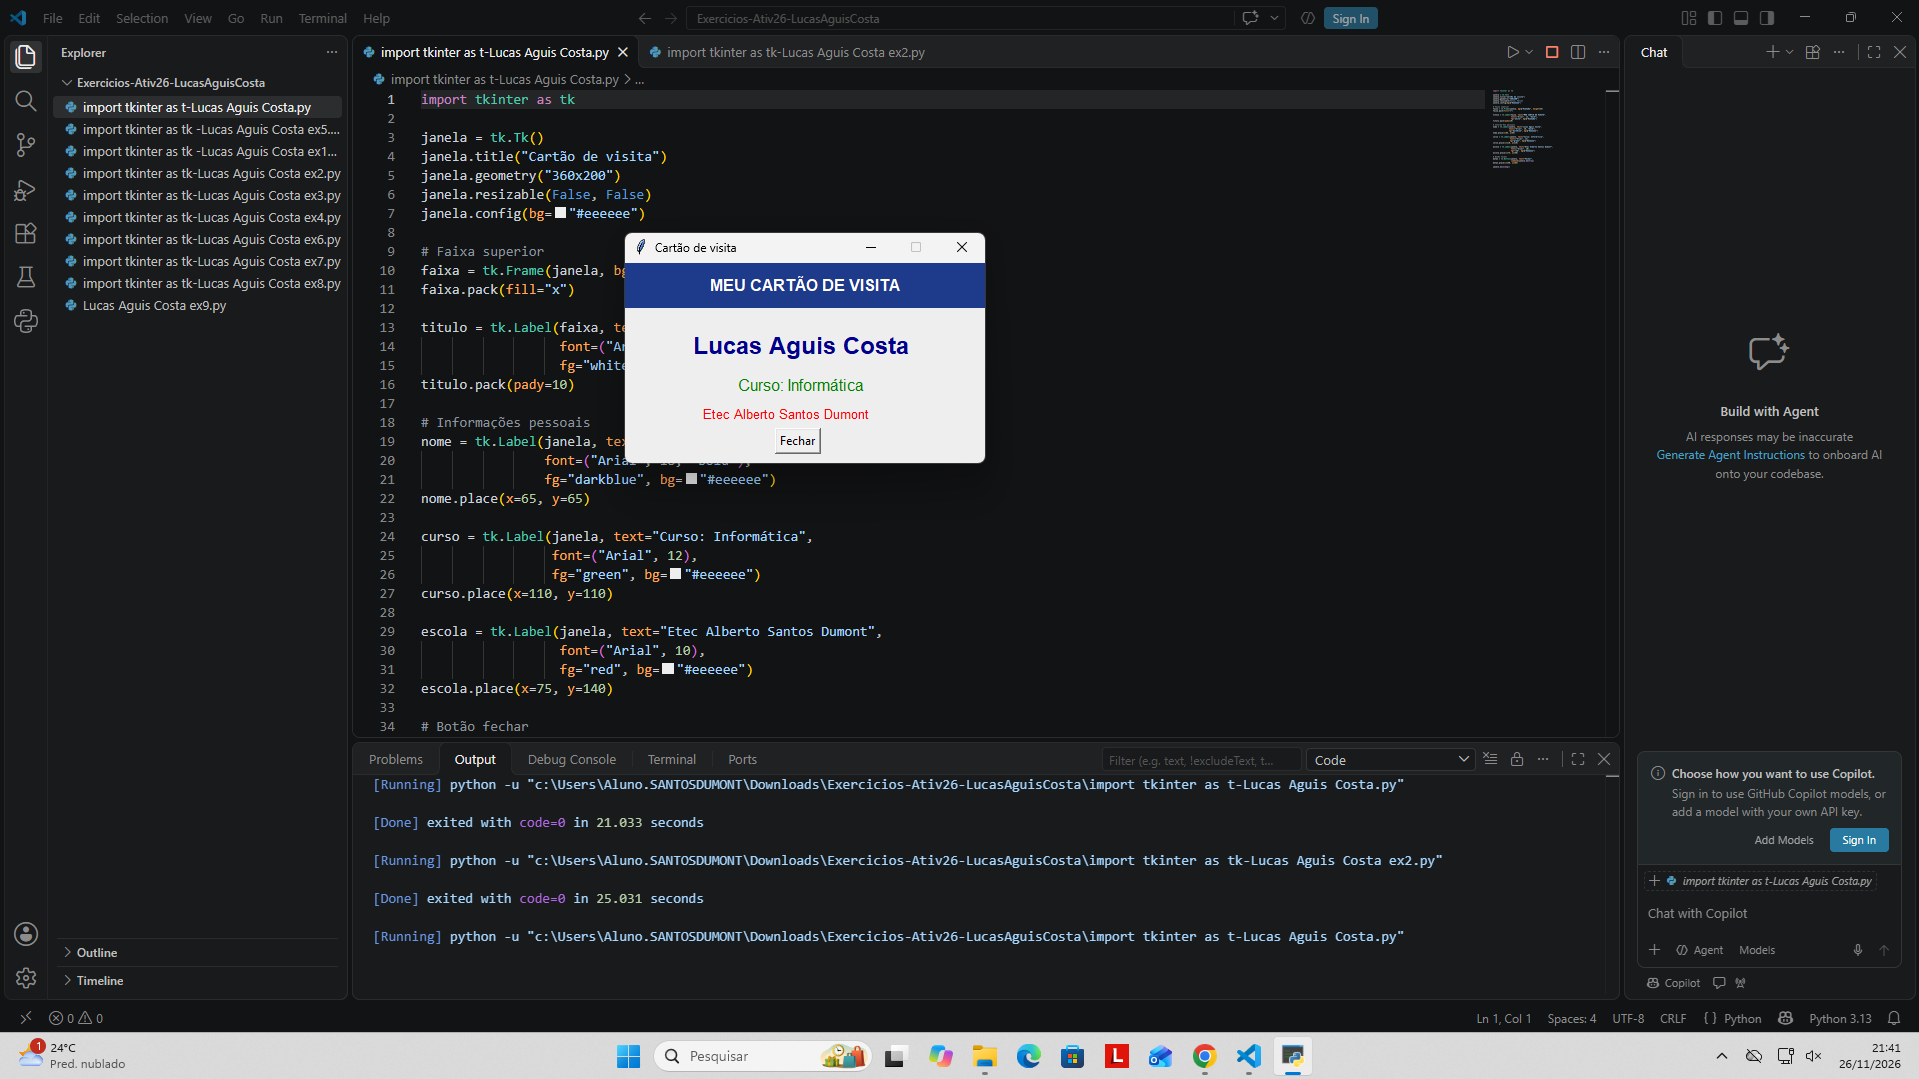 File Edit Selection View Go Run Terminal Help
Exercicios-Ativ26-LucasAguisCosta
Sign In
Explorer
Exercicios-Ativ26-LucasAguisCosta
import tkinter as t-Lucas Aguis Costa.py
import tkinter as tk -Lucas Aguis Costa ex5....
import tkinter as tk -Lucas Aguis Costa ex1...
import tkinter as tk-Lucas Aguis Costa ex2.py
import tkinter as tk-Lucas Aguis Costa ex3.py
import tkinter as tk-Lucas Aguis Costa ex4.py
import tkinter as tk-Lucas Aguis Costa ex6.py
import tkinter as tk-Lucas Aguis Costa ex7.py
import tkinter as tk-Lucas Aguis Costa ex8.py
Lucas Aguis Costa ex9.py
Outline
Timeline
import tkinter as t-Lucas Aguis Costa.py
import tkinter as tk-Lucas Aguis Costa ex2.py
import tkinter as t-Lucas Aguis Costa.py > ...
1 import tkinter as tk
2
3 janela = tk.Tk()
4 janela.title("Cartão de visita")
5 janela.geometry("360x200")
6 janela.resizable(False, False)
7 janela.config(bg="#eeeeee")
8
9 # Faixa superior
10 faixa = tk.Frame(janela, bg
11 faixa.pack(fill="x")
12
13 titulo = tk.Label(faixa, te
14 font=("Ar
15 fg="white
16 titulo.pack(pady=10)
17
18 # Informações pessoais
19 nome = tk.Label(janela, tex
20 font=("Arial",
21 fg="darkblue", bg="#eeeeee")
22 nome.place(x=65, y=65)
23
24 curso = tk.Label(janela, text="Curso: Informática",
25 font=("Arial", 12),
26 fg="green", bg="#eeeeee")
27 curso.place(x=110, y=110)
28
29 escola = tk.Label(janela, text="Etec Alberto Santos Dumont",
30 font=("Arial", 10),
31 fg="red", bg="#eeeeee")
32 escola.place(x=75, y=140)
33
34 # Botão fechar
Cartão de visita
MEU CARTÃO DE VISITA
Lucas Aguis Costa
Curso: Informática
Etec Alberto Santos Dumont
Fechar
Problems Output Debug Console Terminal Ports
Filter (e.g. text, !excludeText, t...
Code
[Running] python -u "c:\Users\Aluno.SANTOSDUMONT\Downloads\Exercicios-Ativ26-LucasAguisCosta\import tkinter as t-Lucas Aguis Costa.py"
[Done] exited with code=0 in 21.033 seconds
[Running] python -u "c:\Users\Aluno.SANTOSDUMONT\Downloads\Exercicios-Ativ26-LucasAguisCosta\import tkinter as tk-Lucas Aguis Costa ex2.py"
[Done] exited with code=0 in 25.031 seconds
[Running] python -u "c:\Users\Aluno.SANTOSDUMONT\Downloads\Exercicios-Ativ26-LucasAguisCosta\import tkinter as t-Lucas Aguis Costa.py"
Chat
Build with Agent
AI responses may be inaccurate
Generate Agent Instructions to onboard AI
onto your codebase.
Choose how you want to use Copilot.
Sign in to use GitHub Copilot models, or
add a model with your own API key.
Add Models Sign In
import tkinter as t-Lucas Aguis Costa.py
Chat with Copilot
Agent Models
Copilot
0 0
Ln 1, Col 1 Spaces: 4 UTF-8 CRLF { } Python Python 3.13
1
24°C
Pred. nublado
Pesquisar
L
21:41
26/11/2026